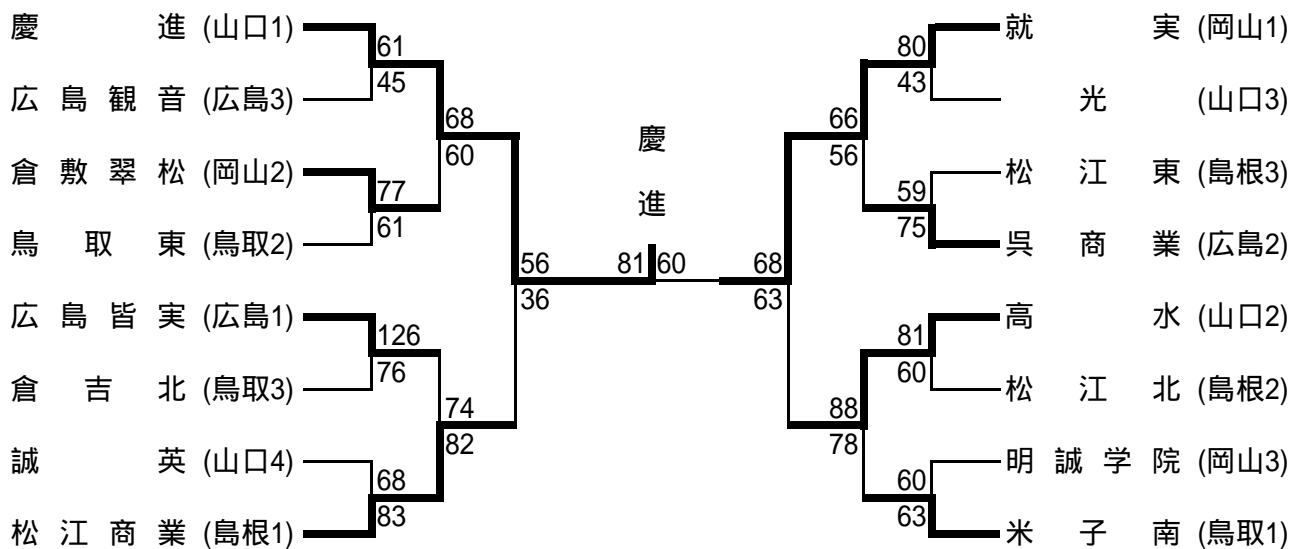 慶進 (山口1)
61
45
広島観音 (広島3)
68
60
倉敷翠松 (岡山2)
77
61
鳥取東 (鳥取2)
56
36
広島皆実 (広島1)
126
76
倉吉北 (鳥取3)
74
82
誠英 (山口4)
68
83
松江商業 (島根1)
慶進
81 60
就実 (岡山1)
80
43
光 (山口3)
66
56
松江東 (島根3)
59
75
呉商業 (広島2)
68
63
高水 (山口2)
81
60
松江北 (島根2)
88
78
明誠学院 (岡山3)
60
63
米子南 (鳥取1)